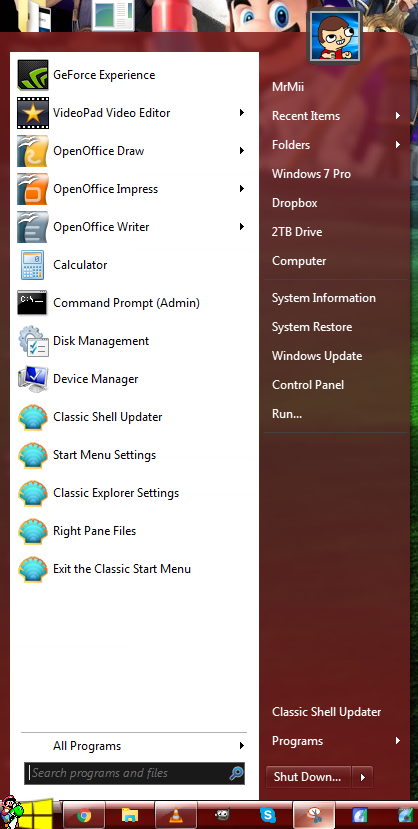 GeForce Experience
VideoPad Video Editor
OpenOffice Draw
OpenOffice Impress
OpenOffice Writer
Calculator
C:\
Command Prompt (Admin)
Disk Management
Device Manager
Classic Shell Updater
Start Menu Settings
Classic Explorer Settings
Right Pane Files
Exit the Classic Start Menu
All Programs
Search programs and files
MrMii
Recent Items
Folders
Windows 7 Pro
Dropbox
2TB Drive
Computer
System Information
System Restore
Windows Update
Control Panel
Run...
Classic Shell Updater
Programs
Shut Down...